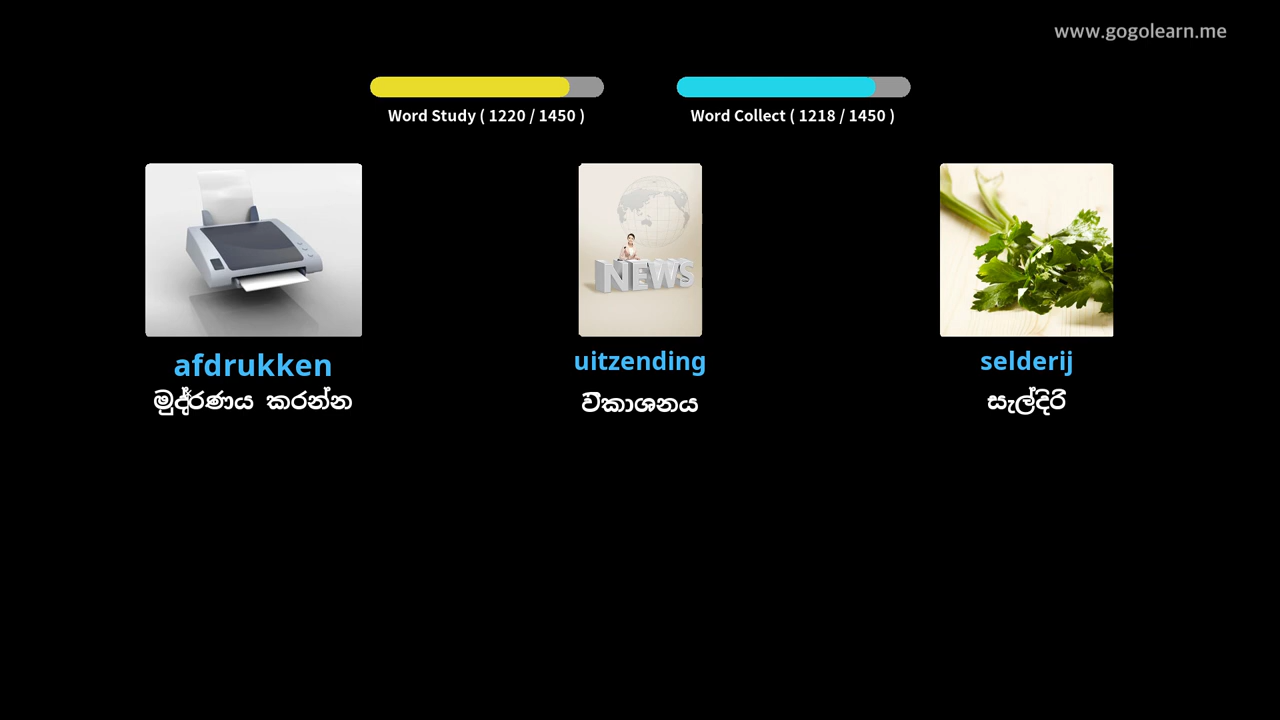 www.gogolearn.me
Word Study ( 1220 / 1450 )
Word Collect ( 1218 / 1450 )
NEWS
afdrukken
uitzending
selderij
මුද්‍රණය කරන්න
විකාශනය
සැල්දිරි